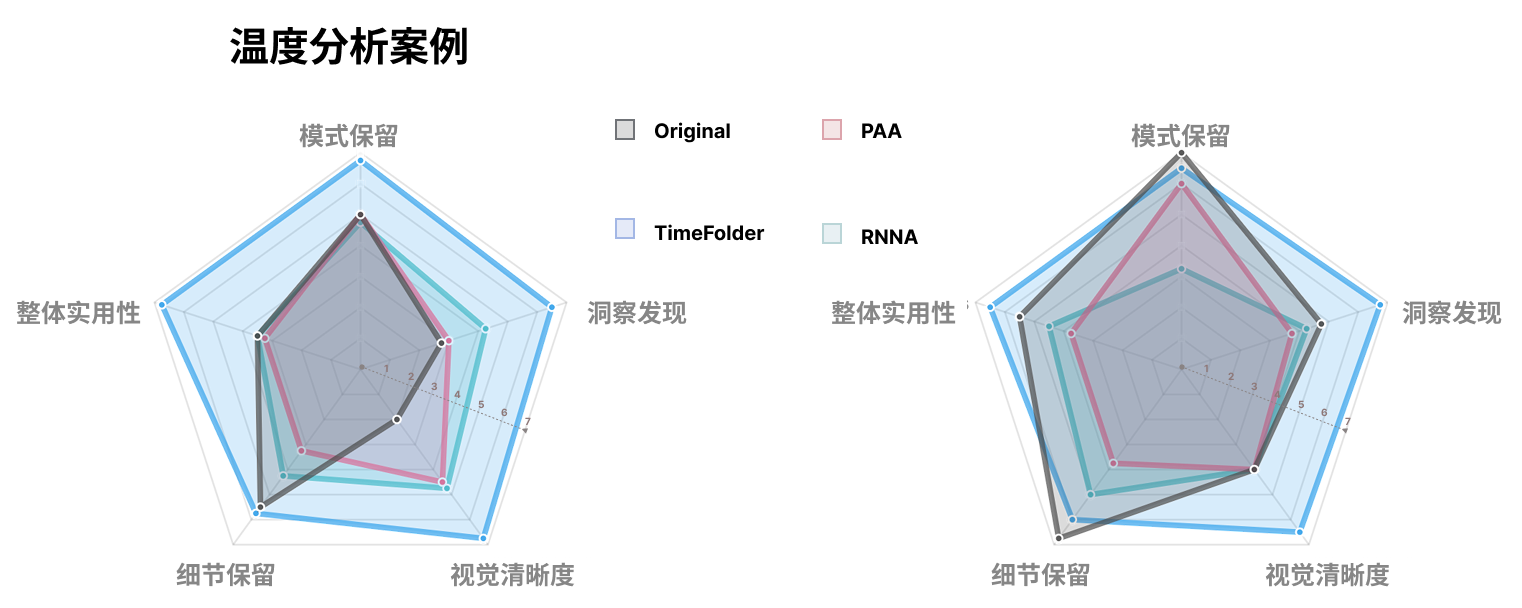 温度分析案例
Original
PAA
TimeFolder
RNNA
模式保留
整体实用性
洞察发现
细节保留
视觉清晰度
1
2
3
4
5
6
7
模式保留
整体实用性
洞察发现
细节保留
视觉清晰度
1
2
3
4
5
6
7